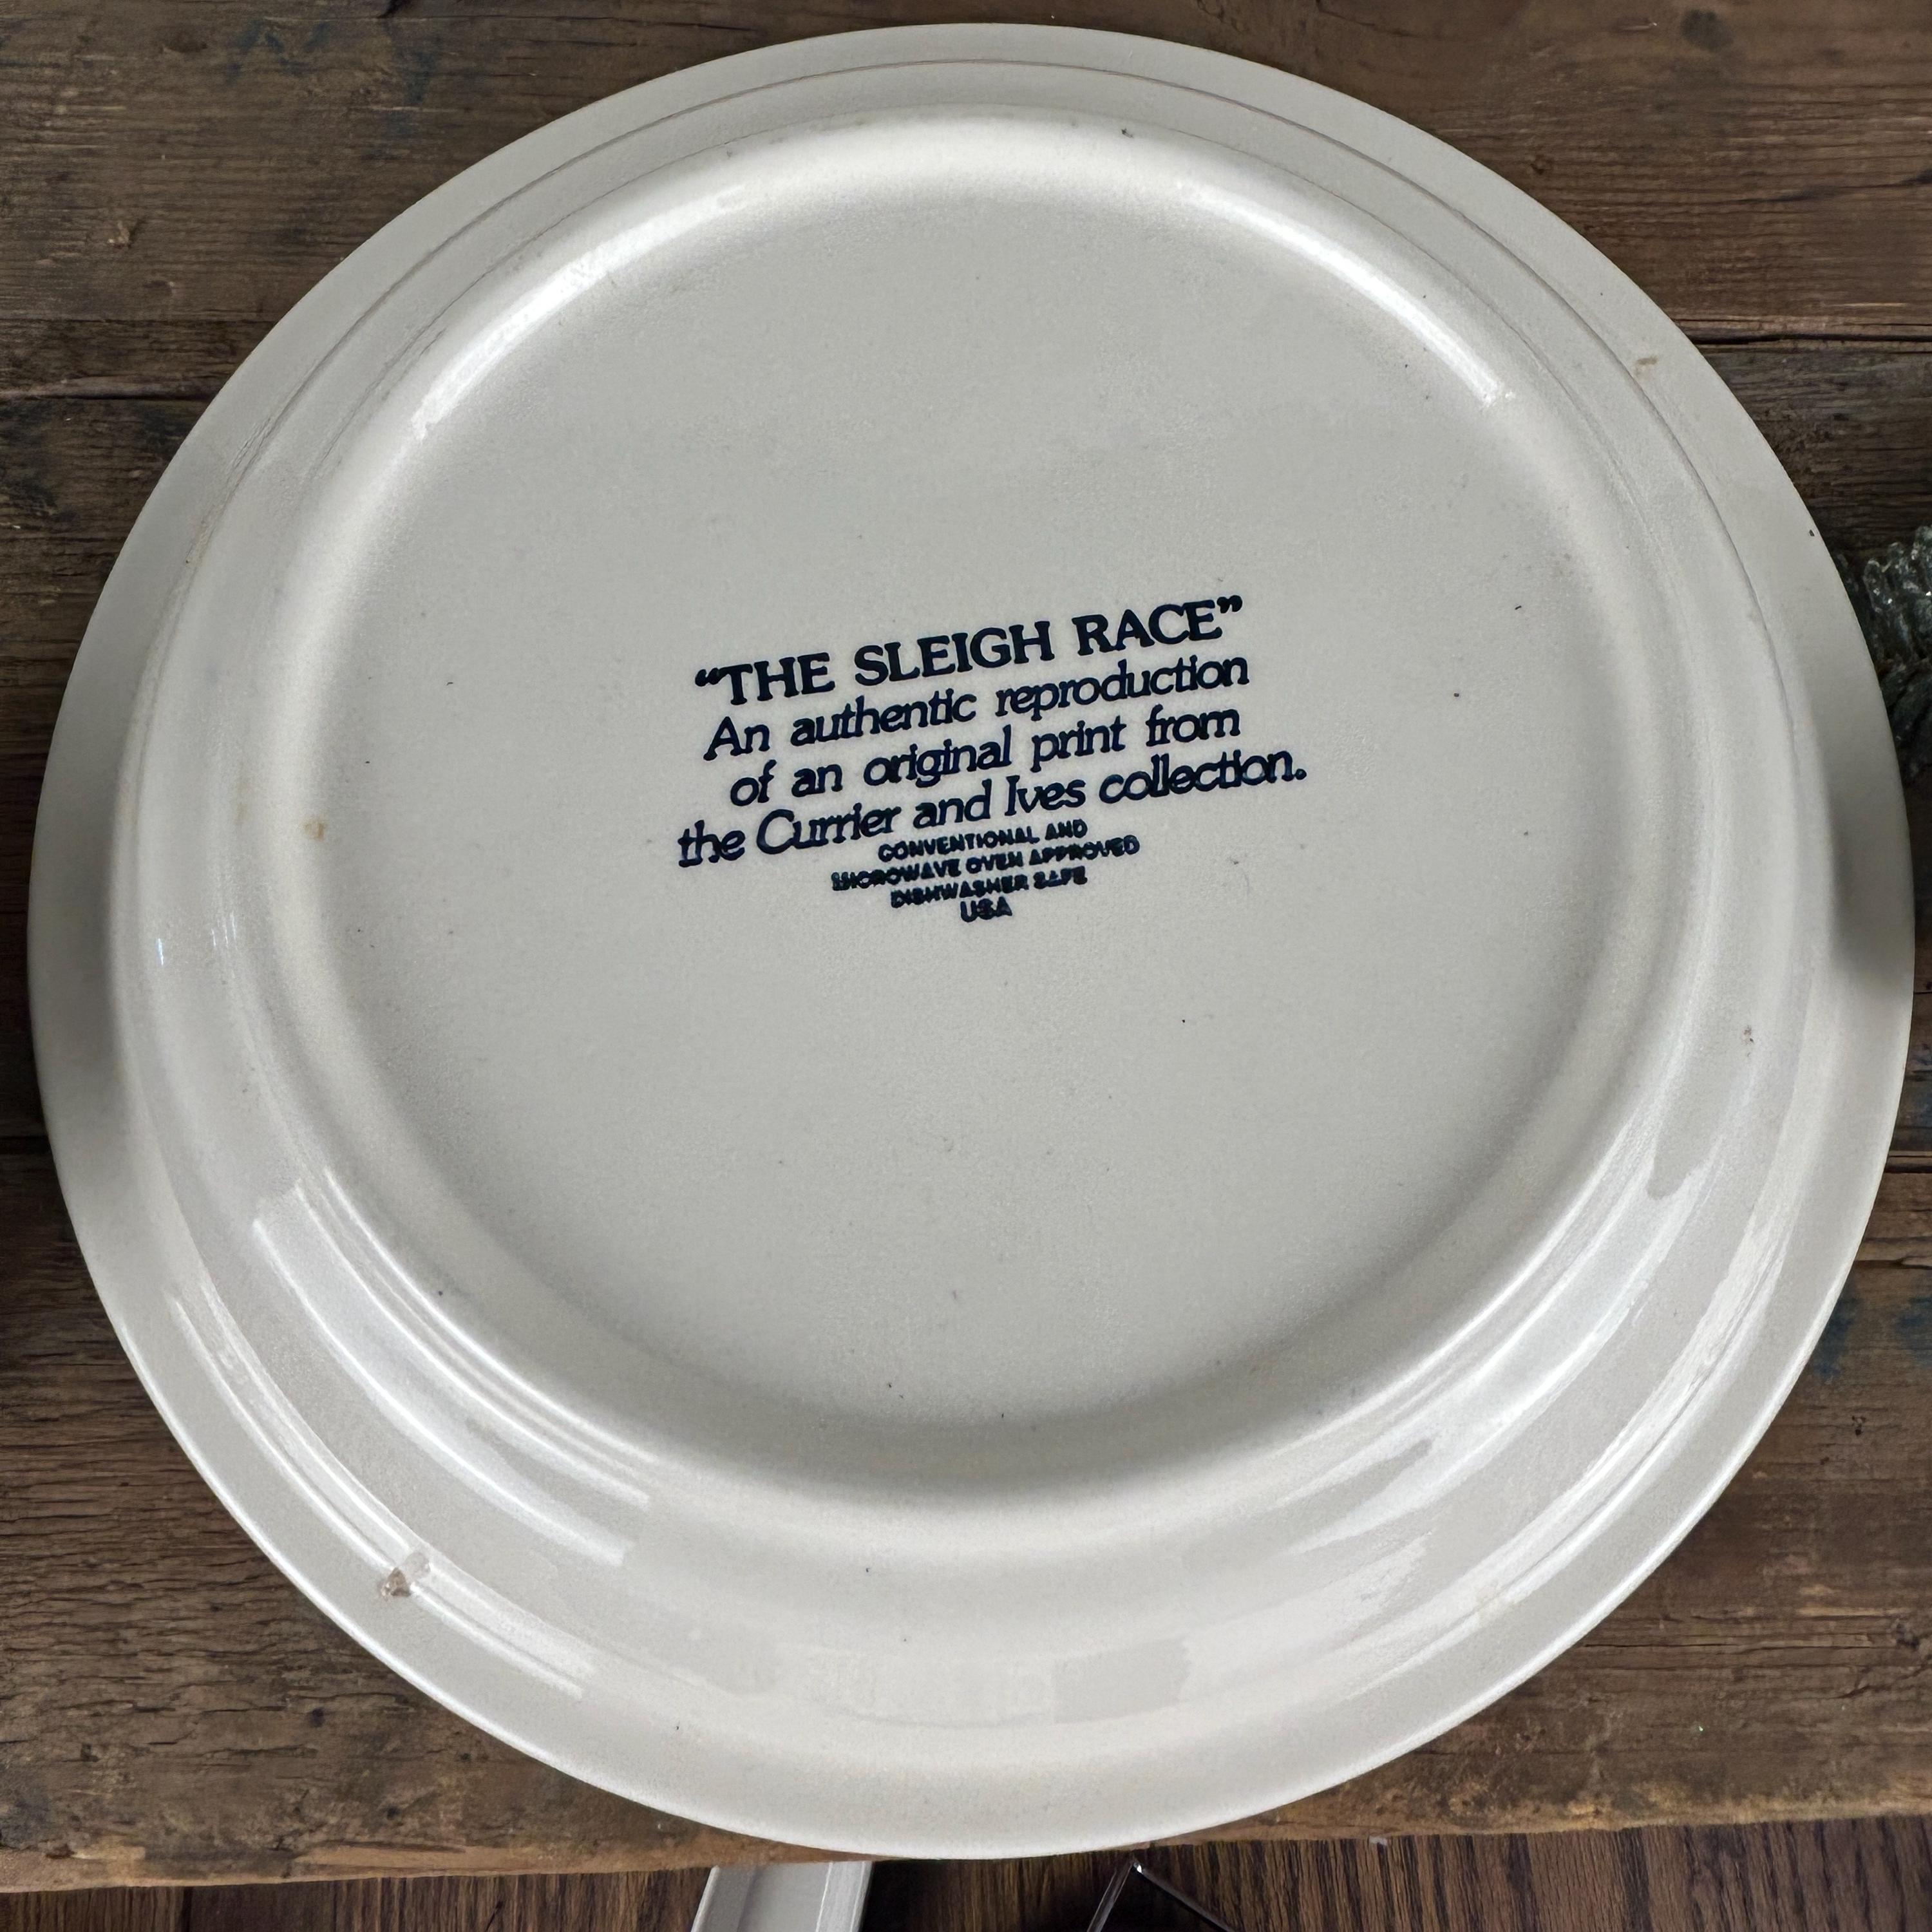 “THE SLEIGH RACE”
An authentic reproduction
of an original print from
the Currier and Ives collection.
CONVENTIONAL AND
MICROWAVE OVEN APPROVED
DISHWASHER SAFE
USA